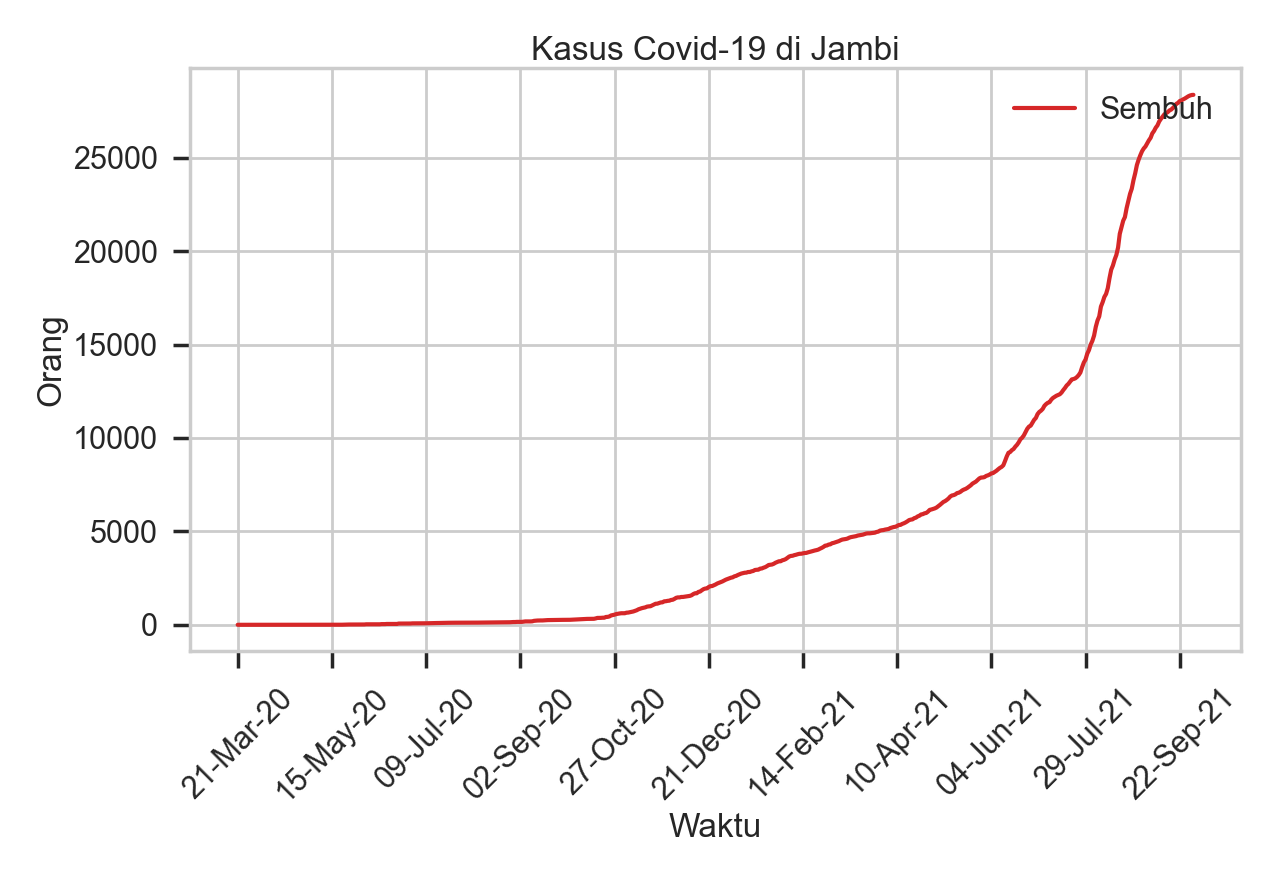 Kasus Covid-19 di Jambi
Sembuh
Orang
25000
20000
15000
10000
5000
0
21-Mar-20
15-May-20
09-Jul-20
02-Sep-20
27-Oct-20
21-Dec-20
14-Feb-21
10-Apr-21
04-Jun-21
29-Jul-21
22-Sep-21
Waktu